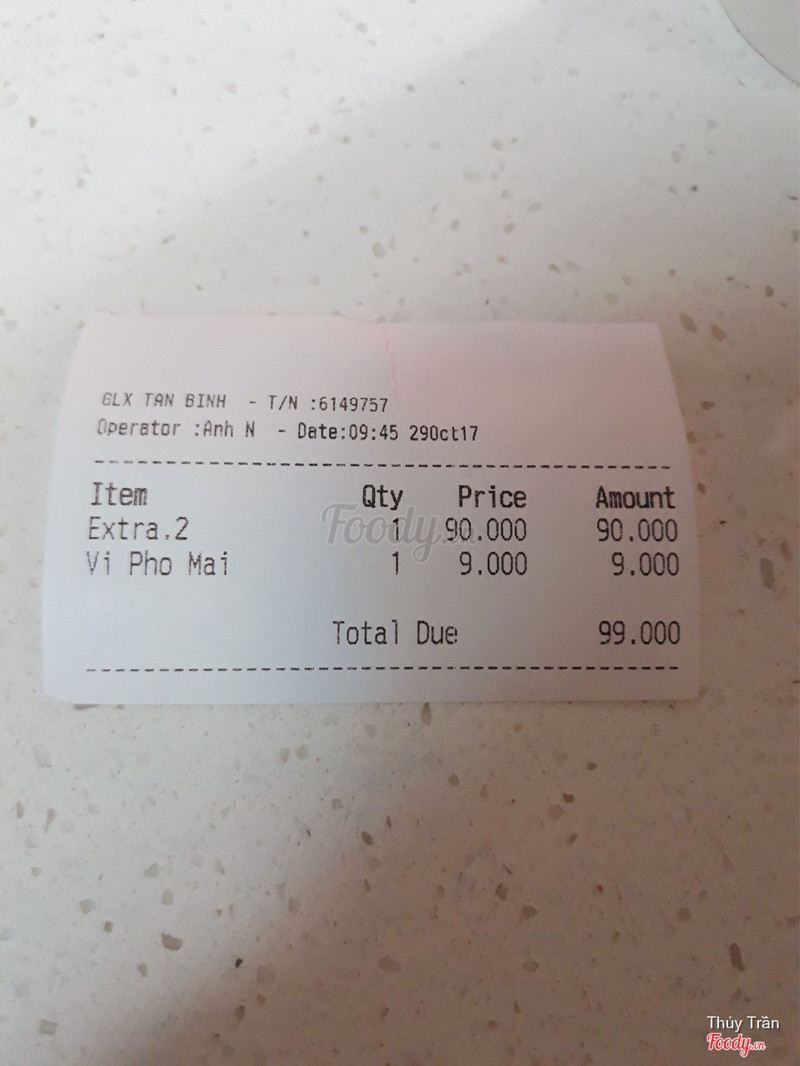 GLX TAN BINH - T/N :6149757
Operator :Anh N - Date:09:45 29Oct17
Item Qty Price Amount
Extra.2 1 90.000 90.000
Vi Pho Mai 1 9.000 9.000
Total Due 99.000
Foody.vn
Thủy Trần
Foody.vn